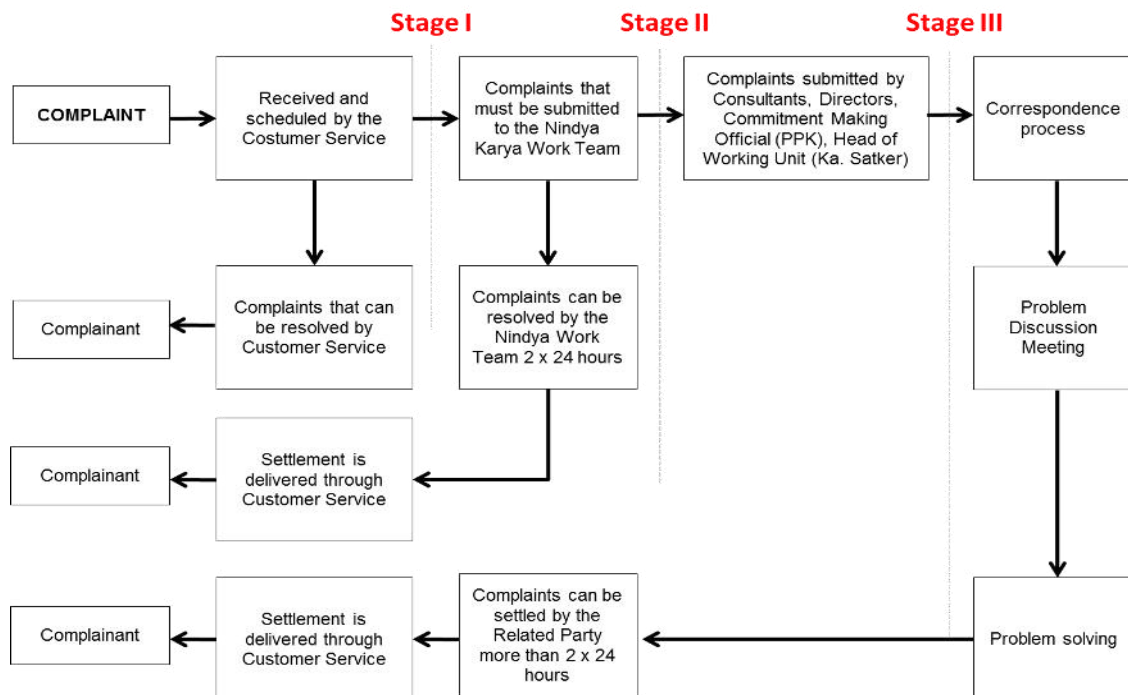 Stage I
Stage II
Stage III
COMPLAINT
Received and
scheduled by the
Costumer Service
Complaints that
must be submitted
to the Nindya
Karya Work Team
Complaints submitted by
Consultants, Directors,
Commitment Making
Official (PPK), Head of
Working Unit (Ka. Satker)
Correspondence
process
Complainant
Complaints that can
be resolved by
Customer Service
Complaints can be
resolved by the
Nindya Work
Team 2 x 24 hours
Problem
Discussion
Meeting
Complainant
Settlement is
delivered through
Customer Service
Complainant
Settlement is
delivered through
Customer Service
Complaints can be
settled by the
Related Party
more than 2 x 24
hours
Problem solving